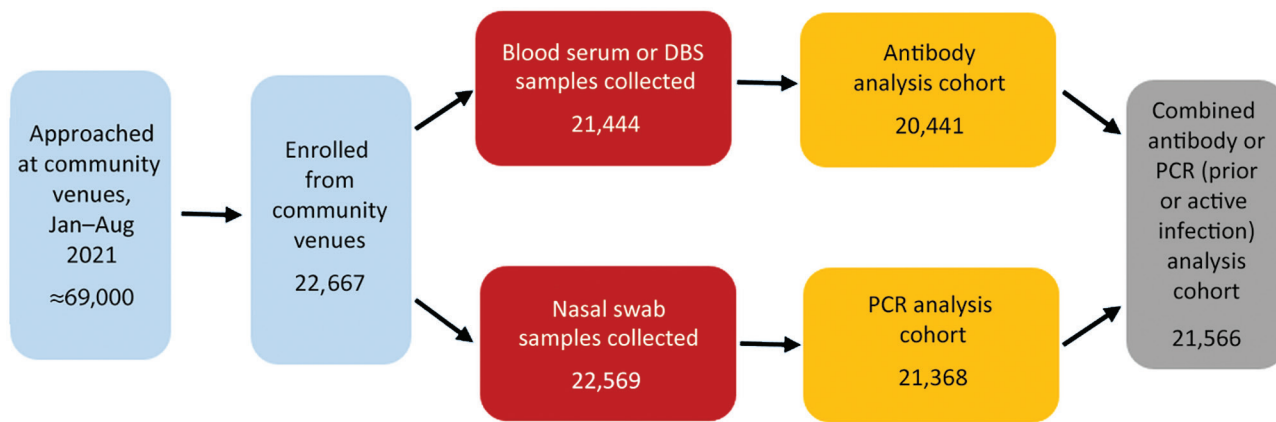 Approached
at community
venues,
Jan–Aug
2021
≈69,000
Enrolled
from
community
venues
22,667
Blood serum or DBS
samples collected
21,444
Antibody
analysis cohort
20,441
Nasal swab
samples collected
22,569
PCR analysis
cohort
21,368
Combined
antibody or
PCR (prior
or active
infection)
analysis
cohort
21,566